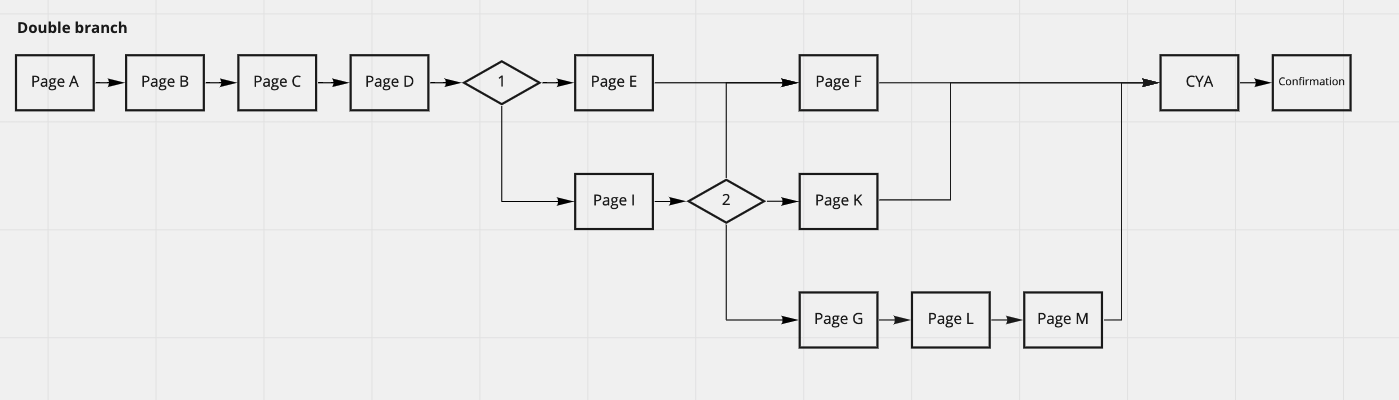 Double branch
Page A
Page B
Page C
Page D
1
Page E
Page F
CYA
Confirmation
Page I
2
Page K
Page G
Page L
Page M